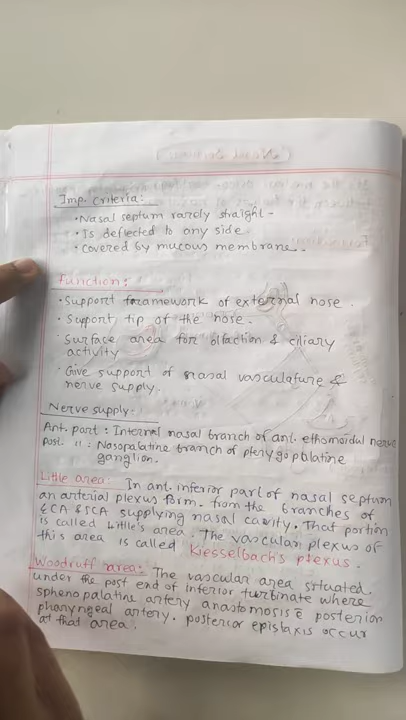 Imp. criteria:
• Nasal septum rarely straight -
• Is deflected to any side.
• covered by mucous membrane..
Function:
• Support framework of external nose.
• Support tip of the nose.
• Surface area for olfaction & ciliary
activity
• Give support of nasal vasculature &
nerve supply.
Nerve supply:
Ant. part : Internal nasal branch of ant. ethomoidal nerve
post. 11 : Nasopalatine branch of pterygopalatine
ganglion.
Little area: In ant. inferior part of nasal septum
an arterial plexus form. from the branches of
ECA & ICA supplying nasal cavity. That portion
is called Little's area. The vascular plexus of
this area is called Kiesselbach's plexus.
Woodruff area: The vascular area situated
under the post end of inferior turbinate where
sphenopalatine artery anastomosis c̄ posterior
pharyngeal artery. posterior epistaxis occur
at that area.